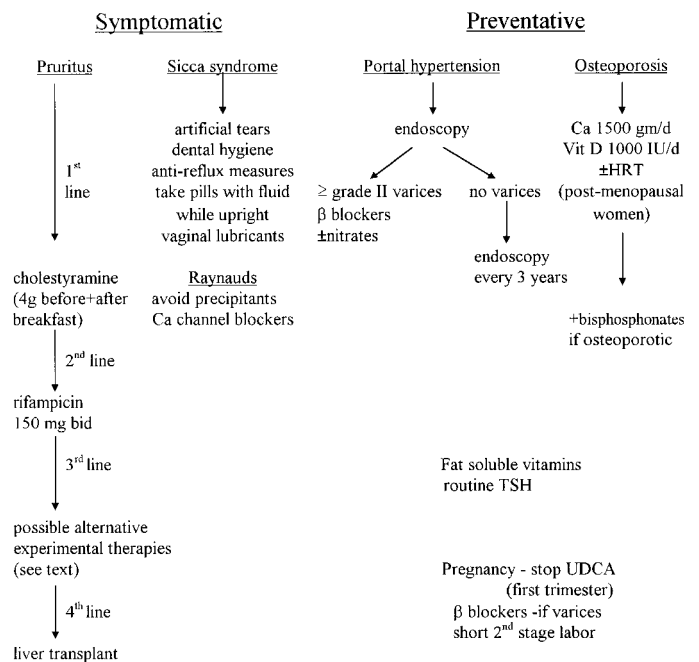 Symptomatic
Pruritus
1st
line
cholestyramine
(4g before+after
breakfast)
2nd line
rifampicin
150 mg bid
3rd line
possible alternative
experimental therapies
(see text)
4th line
liver transplant
Sicca syndrome
artificial tears
dental hygiene
anti-reflux measures
take pills with fluid
while upright
vaginal lubricants
Raynauds
avoid precipitants
Ca channel blockers
Preventative
Portal hypertension
endoscopy
≥ grade II varices
β blockers
±nitrates
no varices
endoscopy
every 3 years
Osteoporosis
Ca 1500 gm/d
Vit D 1000 IU/d
±HRT
(post-menopausal
women)
+bisphosphonates
if osteoporotic
Fat soluble vitamins
routine TSH
Pregnancy - stop UDCA
(first trimester)
β blockers -if varices
short 2nd stage labor